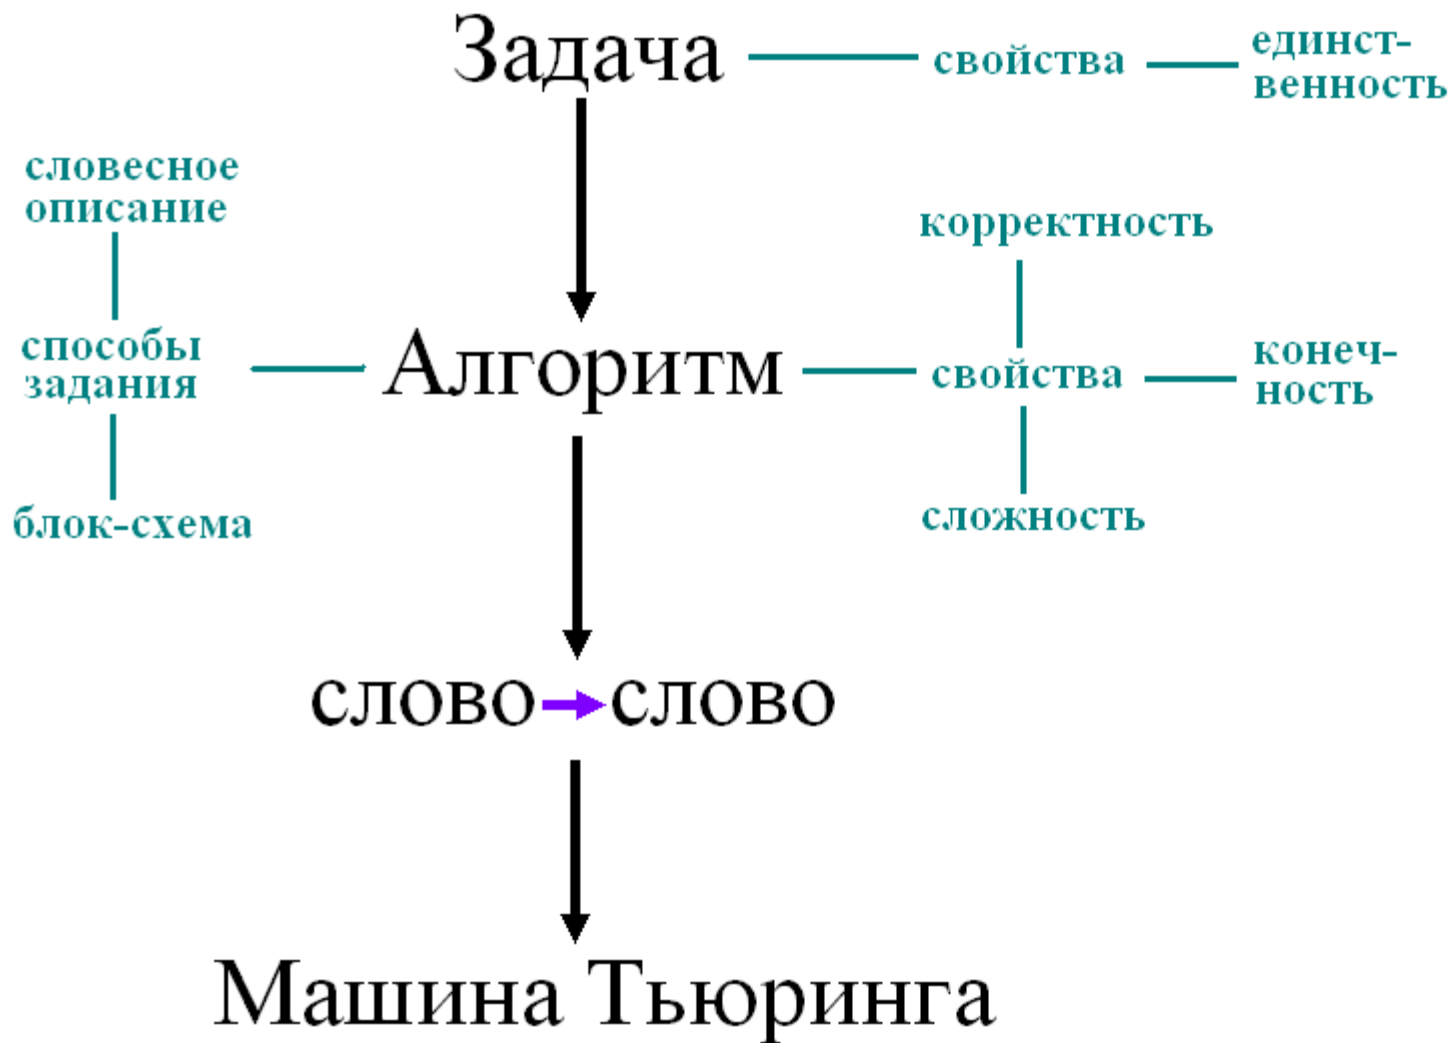 Задача
свойства
единст-
венность
словесное
описание
способы
задания
блок-схема
Алгоритм
корректность
свойства
конеч-
ность
сложность
слово слово
Машина Тьюринга